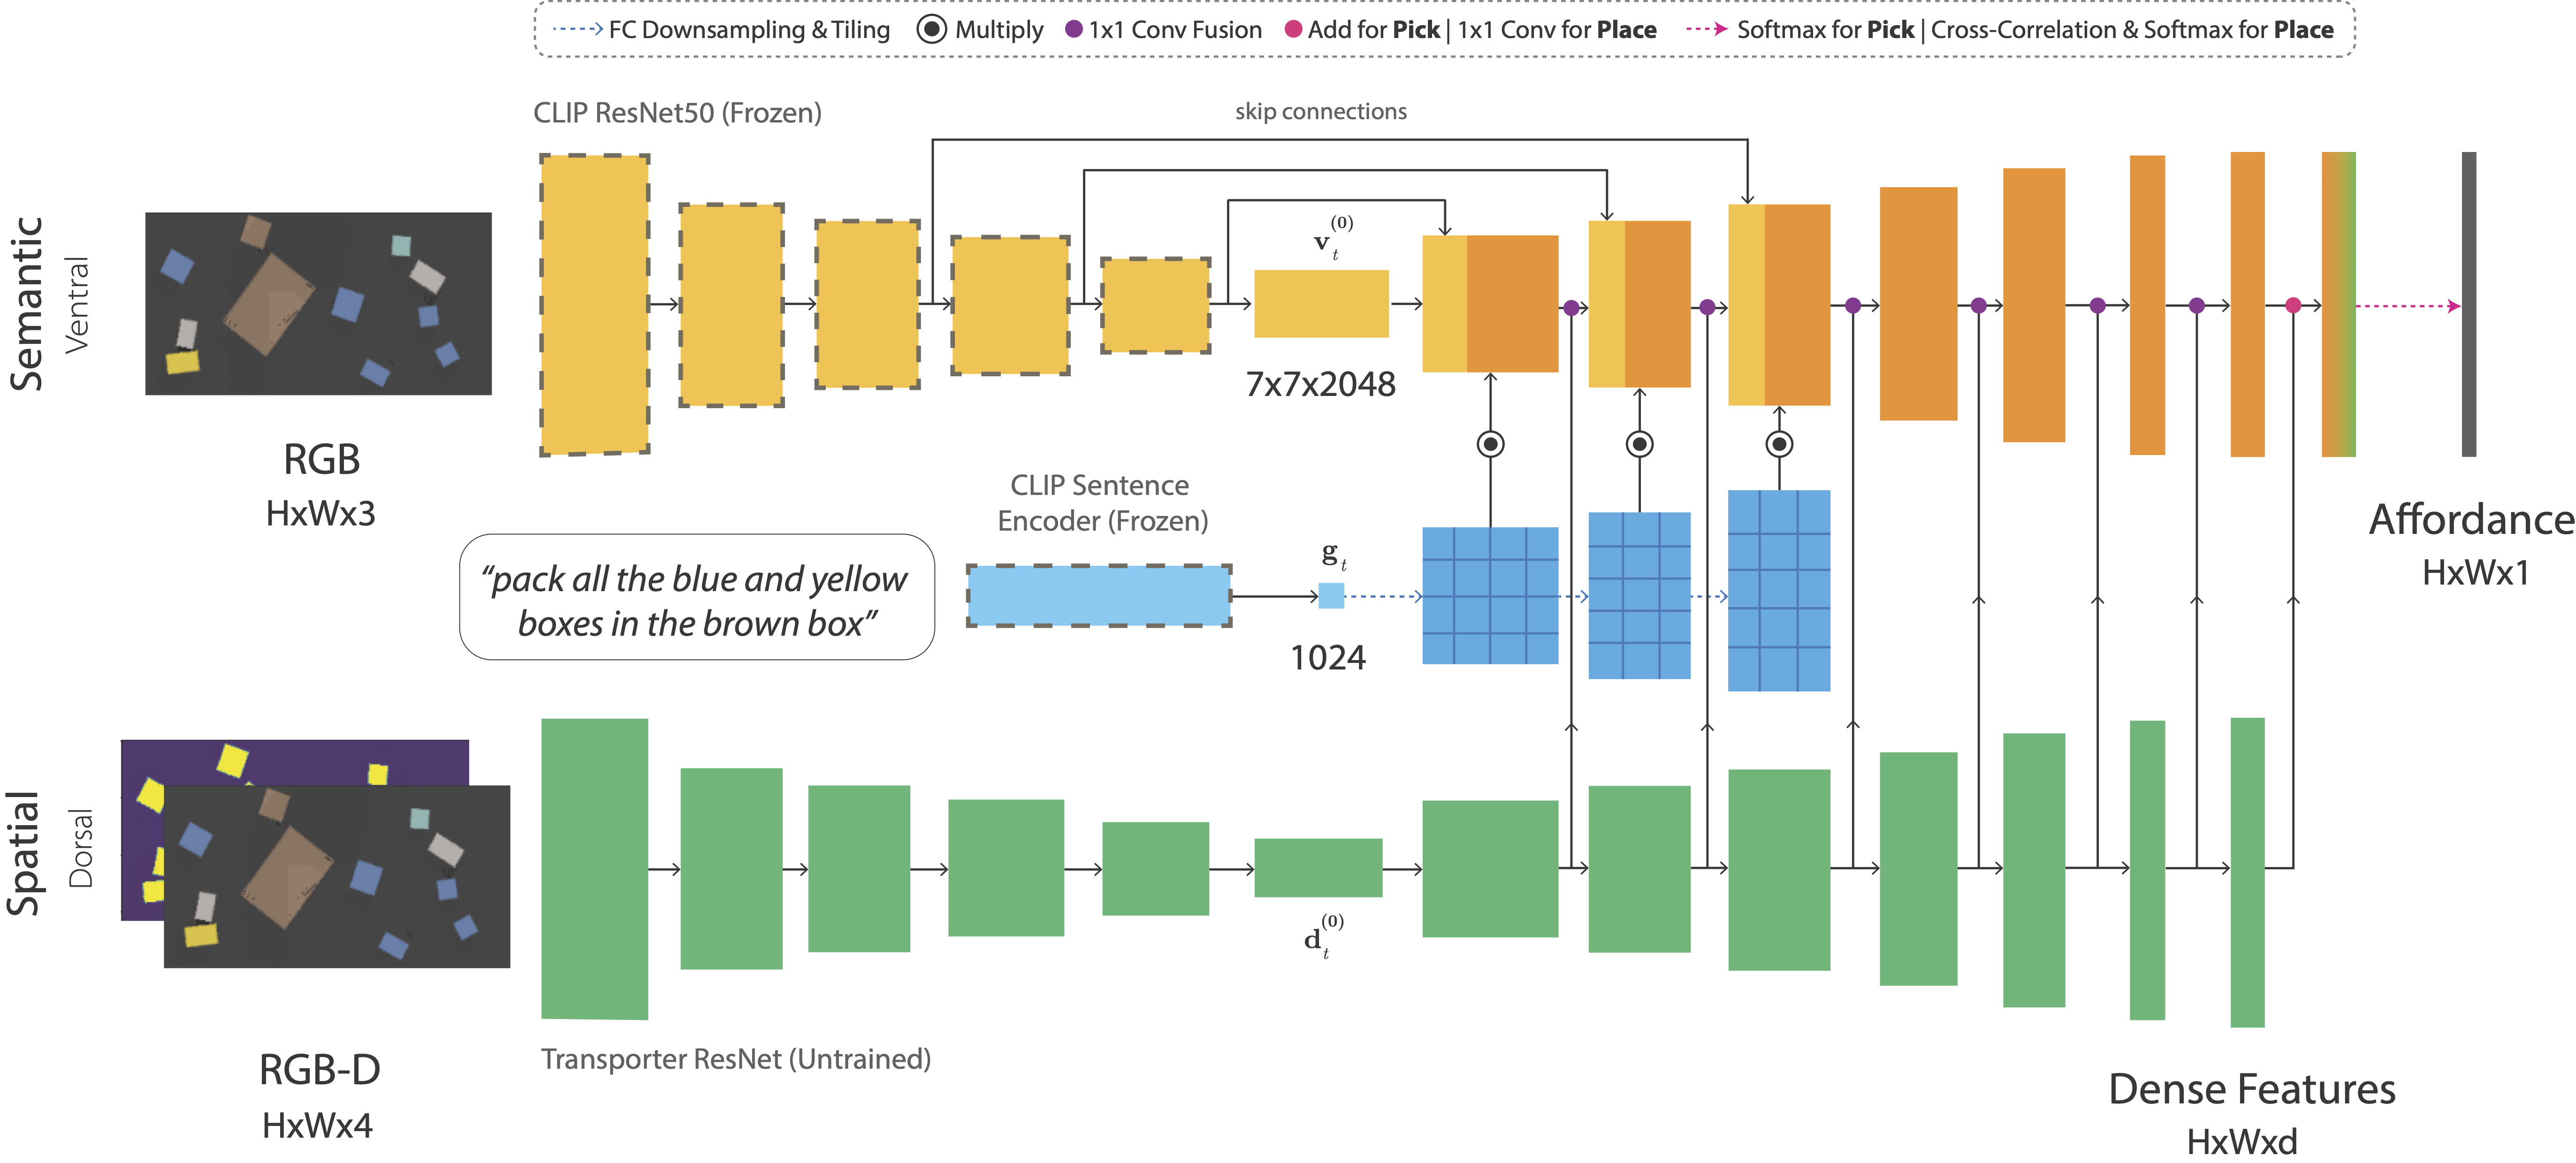 FC Downsampling & Tiling Multiply 1x1 Conv Fusion Add for Pick | 1x1 Conv for Place Softmax for Pick | Cross-Correlation & Softmax for Place
CLIP ResNet50 (Frozen)
skip connections
Semantic
Ventral
v_t^(0)
7x7x2048
RGB
HxWx3
CLIP Sentence
Encoder (Frozen)
"pack all the blue and yellow
boxes in the brown box"
g_t
1024
Affordance
HxWx1
Spatial
Dorsal
d_t^(0)
Transporter ResNet (Untrained)
RGB-D
HxWx4
Dense Features
HxWxd